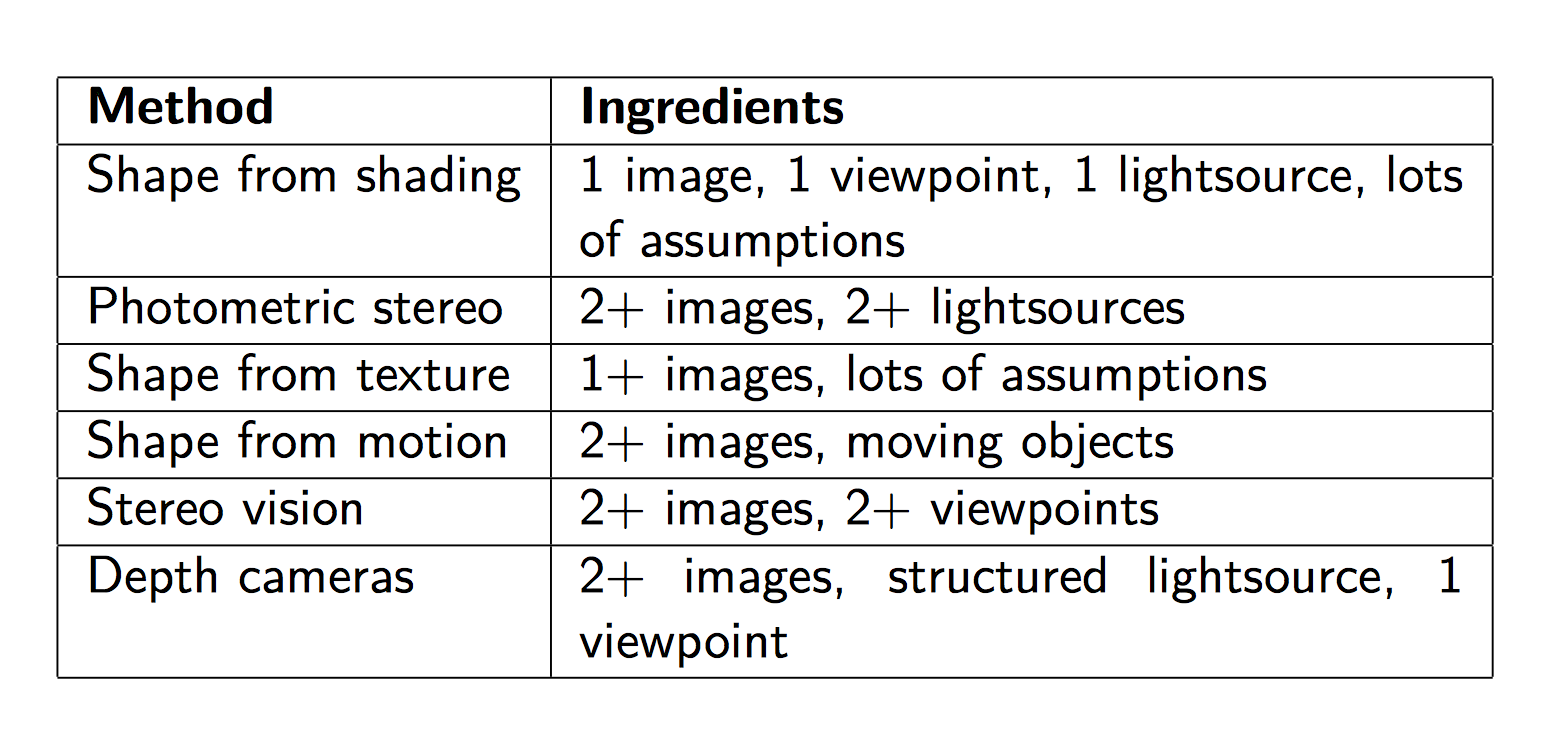 Method Ingredients
Shape from shading 1 image, 1 viewpoint, 1 lightsource, lots
of assumptions
Photometric stereo 2+ images, 2+ lightsources
Shape from texture 1+ images, lots of assumptions
Shape from motion 2+ images, moving objects
Stereo vision 2+ images, 2+ viewpoints
Depth cameras 2+ images, structured lightsource, 1
viewpoint